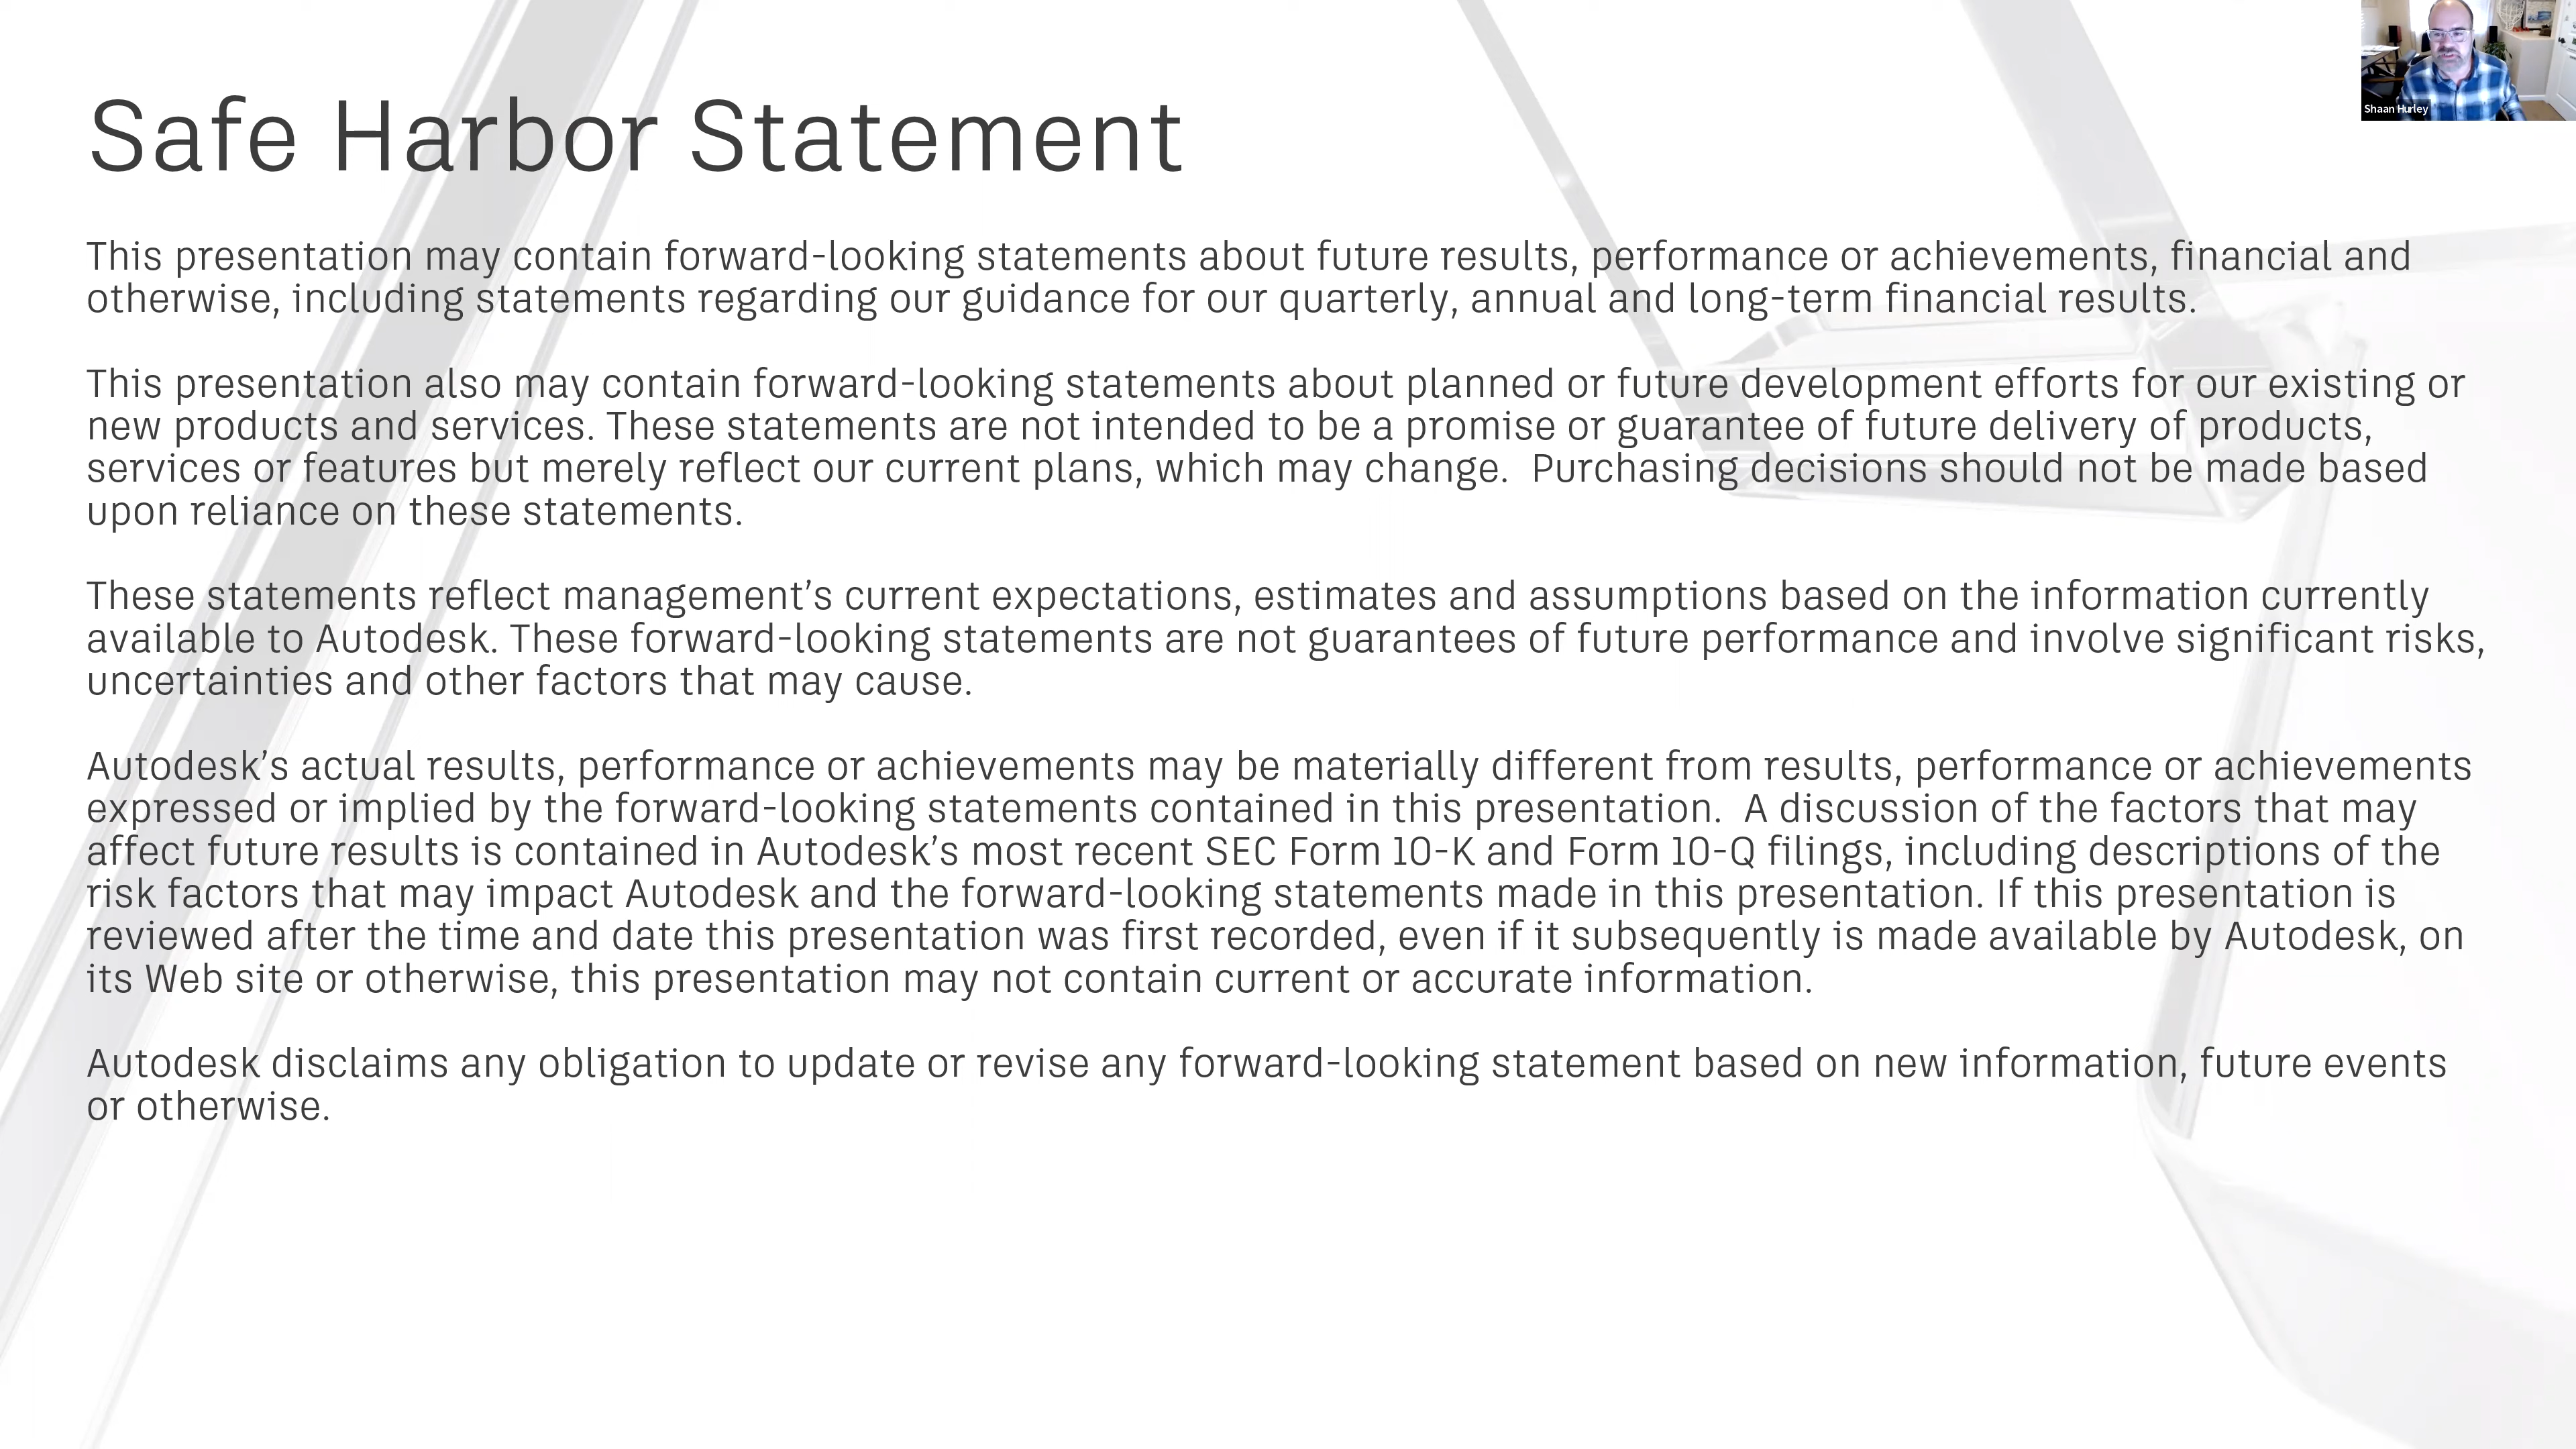 Safe Harbor Statement
Shaan Hurley
This presentation may contain forward-looking statements about future results, performance or achievements, financial and
otherwise, including statements regarding our guidance for our quarterly, annual and long-term financial results.
This presentation also may contain forward-looking statements about planned or future development efforts for our existing or
new products and services. These statements are not intended to be a promise or guarantee of future delivery of products,
services or features but merely reflect our current plans, which may change.  Purchasing decisions should not be made based
upon reliance on these statements.
These statements reflect management’s current expectations, estimates and assumptions based on the information currently
available to Autodesk. These forward-looking statements are not guarantees of future performance and involve significant risks,
uncertainties and other factors that may cause.
Autodesk’s actual results, performance or achievements may be materially different from results, performance or achievements
expressed or implied by the forward-looking statements contained in this presentation.  A discussion of the factors that may
affect future results is contained in Autodesk’s most recent SEC Form 10-K and Form 10-Q filings, including descriptions of the
risk factors that may impact Autodesk and the forward-looking statements made in this presentation. If this presentation is
reviewed after the time and date this presentation was first recorded, even if it subsequently is made available by Autodesk, on
its Web site or otherwise, this presentation may not contain current or accurate information.
Autodesk disclaims any obligation to update or revise any forward-looking statement based on new information, future events
or otherwise.